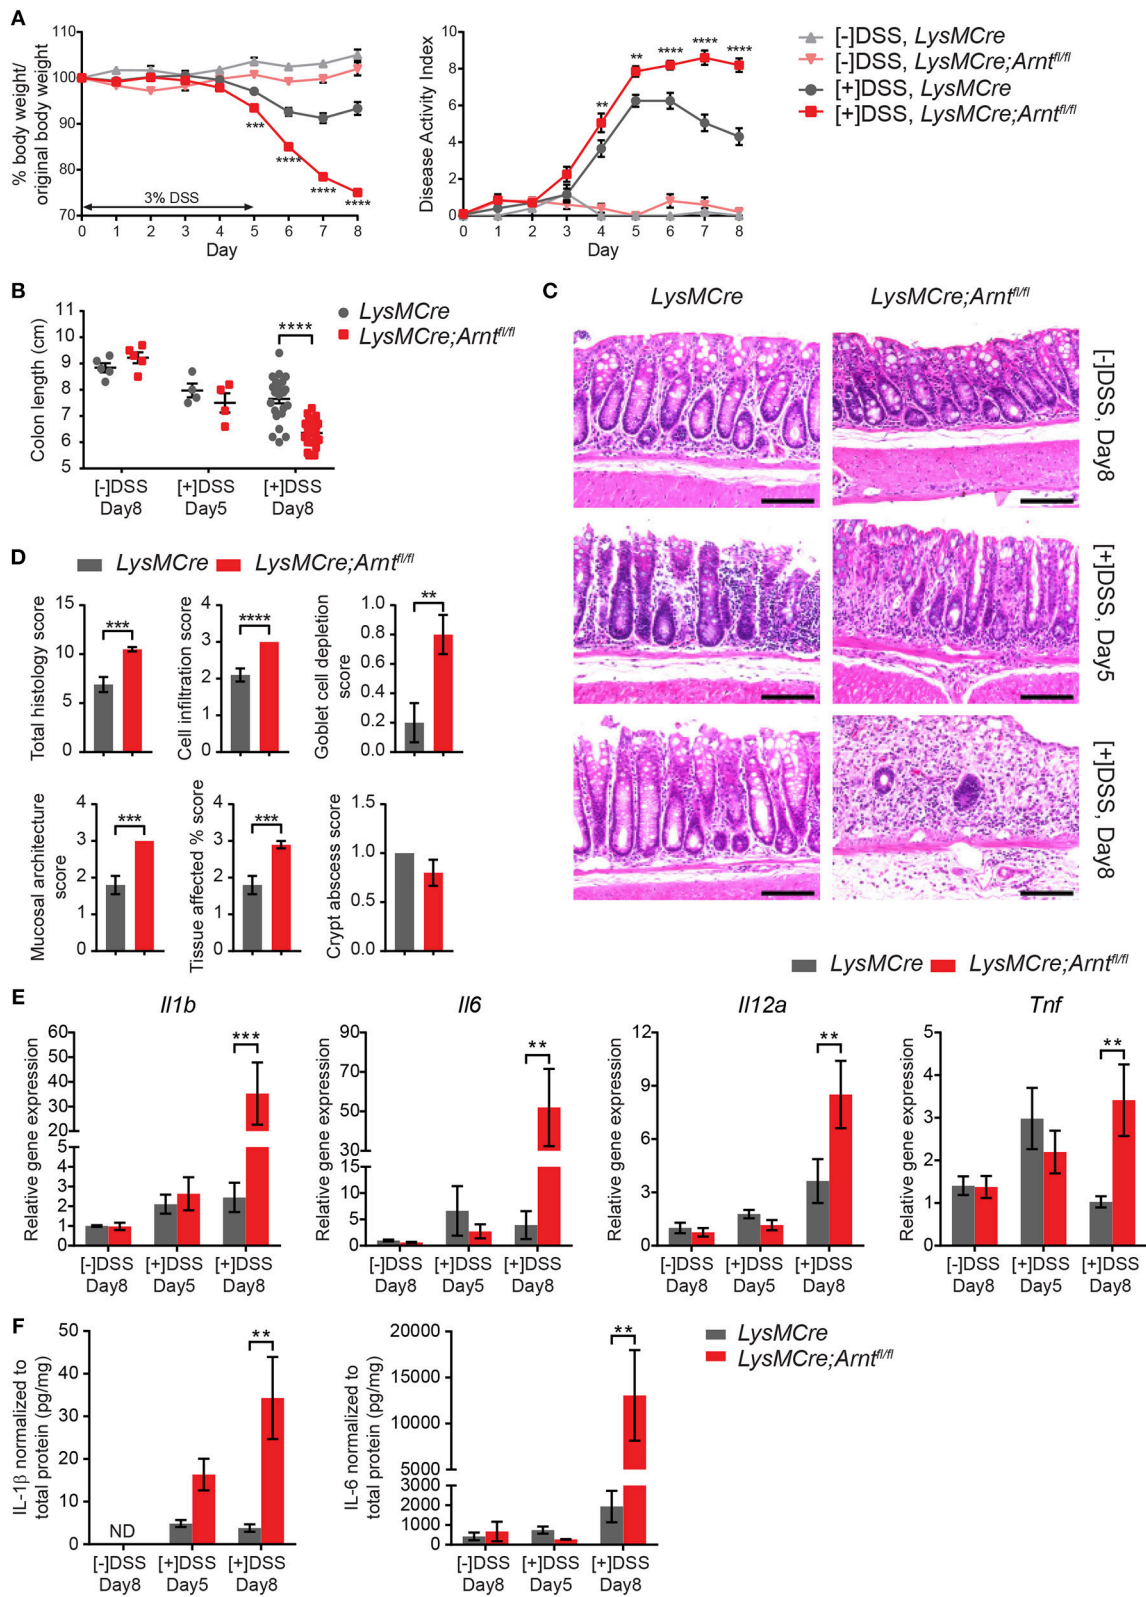 A
% body weight/
original body weight
110
100
90
80
70
0 1 2 3 4 5 6 7 8
Day
3% DSS
***
****
****
****
Disease Activity Index
10
8
6
4
2
0
0 1 2 3 4 5 6 7 8
Day
**
**
****
****
****
[-]DSS, LysMCre
[-]DSS, LysMCre;Arntfl/fl
[+]DSS, LysMCre
[+]DSS, LysMCre;Arntfl/fl
B
Colon length (cm)
11
10
9
8
7
6
5
****
LysMCre
LysMCre;Arntfl/fl
[-]DSS [+]DSS [+]DSS
Day8 Day5 Day8
C
LysMCre LysMCre;Arntfl/fl
[-]DSS, Day8
[+]DSS, Day5
[+]DSS, Day8
D
LysMCre LysMCre;Arntfl/fl
Total histology score
15
10
5
0
***
Cell infiltration score
4
3
2
1
0
****
Goblet cell depletion
score
1.0
0.8
0.6
0.4
0.2
0.0
**
Mucosal architecture
score
4
3
2
1
0
***
Tissue affected % score
4
3
2
1
0
***
Crypt abscess score
1.5
1.0
0.5
0.0
LysMCre LysMCre;Arntfl/fl
E
Il1b
Relative gene expression
60
50
40
30
20
5
4
3
2
1
0
***
[-]DSS [+]DSS [+]DSS
Day8 Day5 Day8
Il6
Relative gene expression
90
70
50
30
15
10
5
0
**
[-]DSS [+]DSS [+]DSS
Day8 Day5 Day8
Il12a
Relative gene expression
12
9
6
3
0
**
[-]DSS [+]DSS [+]DSS
Day8 Day5 Day8
Tnf
Relative gene expression
5
4
3
2
1
0
**
[-]DSS [+]DSS [+]DSS
Day8 Day5 Day8
F
IL-1β normalized to
total protein (pg/mg)
50
40
30
20
10
0
ND
**
[-]DSS [+]DSS [+]DSS
Day8 Day5 Day8
IL-6 normalized to
total protein (pg/mg)
20000
15000
10000
5000
3000
2000
1000
0
**
[-]DSS [+]DSS [+]DSS
Day8 Day5 Day8
LysMCre
LysMCre;Arntfl/fl